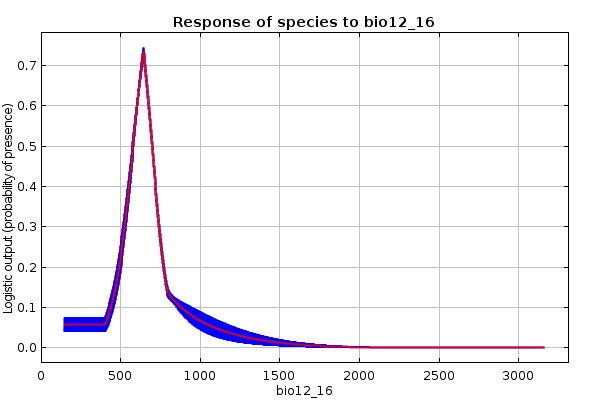 Response of species to bio12_16
Logistic output (probability of presence)
0.7
0.6
0.5
0.4
0.3
0.2
0.1
0.0
0 500 1000 1500 2000 2500 3000
bio12_16